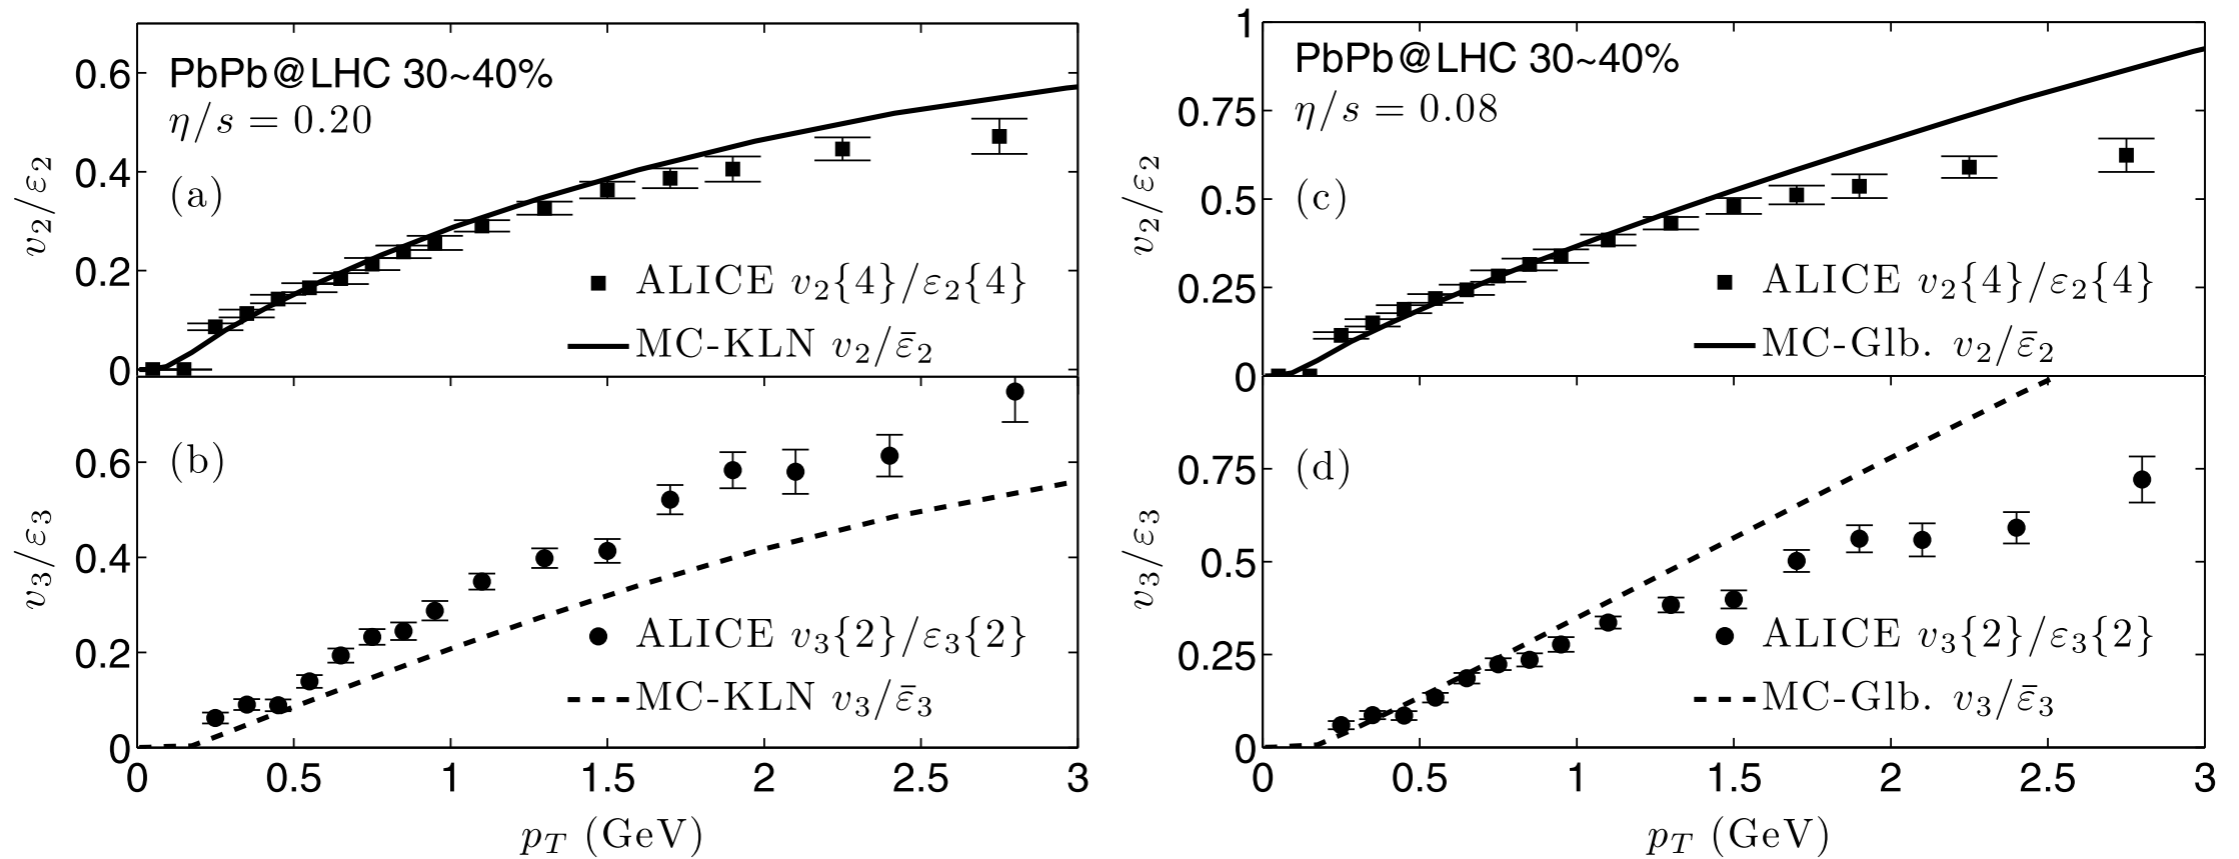 PbPb@LHC 30~40%
η/s = 0.20
(a)
v₂/ε₂
0.6
0.4
0.2
0
ALICE v₂{4}/ε₂{4}
MC-KLN v₂/ε̄₂
(b)
v₃/ε₃
0.6
0.4
0.2
0
ALICE v₃{2}/ε₃{2}
MC-KLN v₃/ε̄₃
0 0.5 1 1.5 2 2.5 3
p_T (GeV)
PbPb@LHC 30~40%
η/s = 0.08
(c)
v₂/ε₂
1
0.75
0.5
0.25
0
ALICE v₂{4}/ε₂{4}
MC-Glb. v₂/ε̄₂
(d)
v₃/ε₃
0.75
0.5
0.25
0
ALICE v₃{2}/ε₃{2}
MC-Glb. v₃/ε̄₃
0 0.5 1 1.5 2 2.5 3
p_T (GeV)